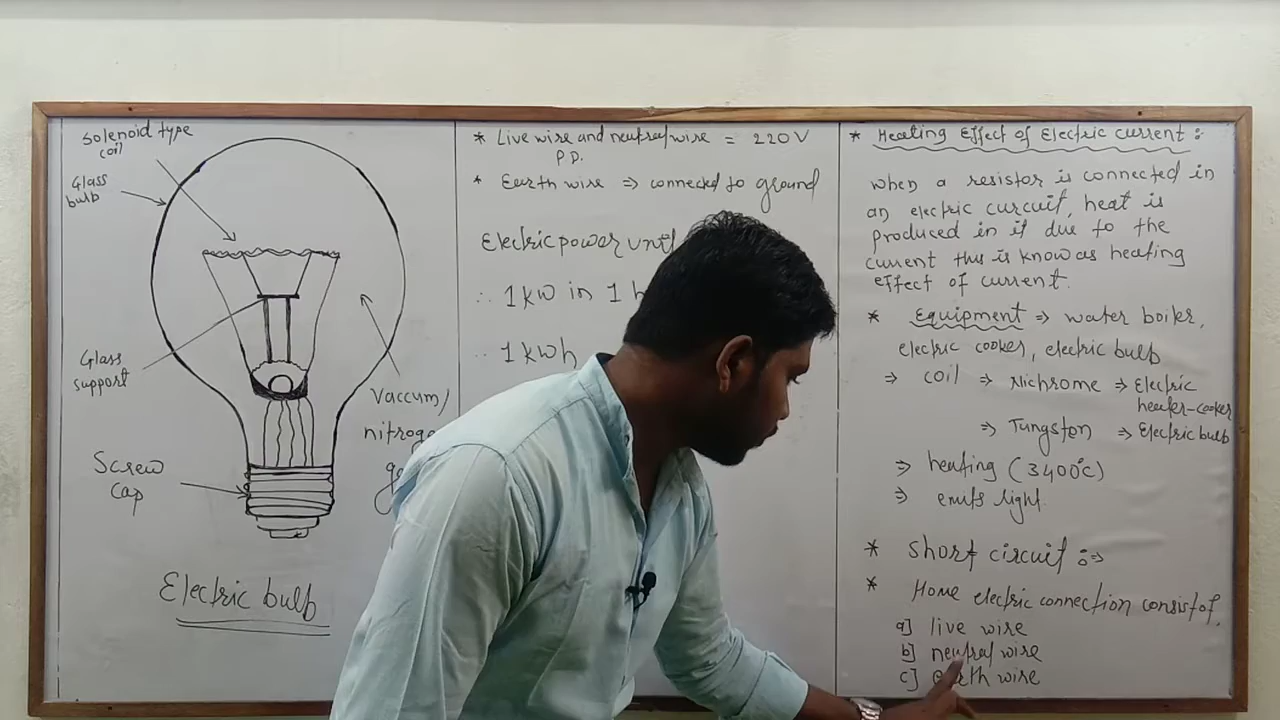 Solenoid type
coil
Glass
bulb
Glass
support
Vaccum/
Screw
cap
Electric bulb
* Live wire and neutral wire = 220V
P.D.
* Earth wire ⇒ connected to ground
Electric power
∴ 1 kW in 1
∴ 1 kWh
* Heating Effect of Electric current:
When a resistor is connected in
an electric curcuit, heat is
produced in it due to the
current this is know as heating
effect of current.
* Equipment ⇒ water boiler,
electric cooker, electric bulb
⇒ coil ⇒ Nichrome ⇒ Electric
heater-cooker
⇒ Tungston ⇒ Electric bulb
⇒ heating (3400°c)
⇒ emits light.
* short circuit :⇒
* Home electric connection consist of,
a] live wire
b] neutral wire
c] earth wire